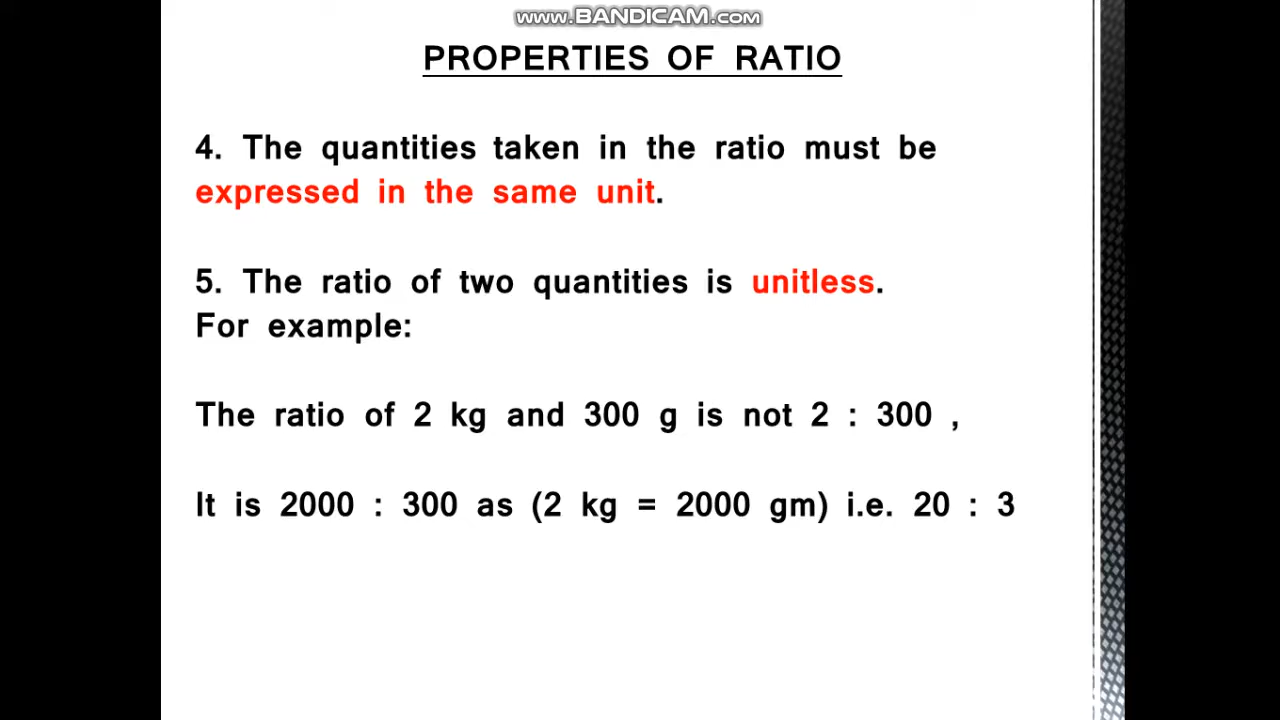 www.BANDICAM.com
PROPERTIES OF RATIO
4. The quantities taken in the ratio must be
expressed in the same unit.
5. The ratio of two quantities is unitless.
For example:
The ratio of 2 kg and 300 g is not 2 : 300 ,
It is 2000 : 300 as (2 kg = 2000 gm) i.e. 20 : 3